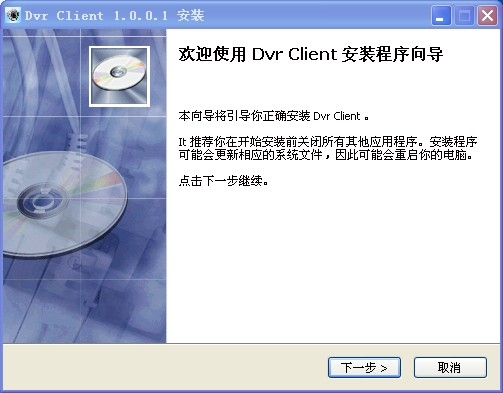 Dvr Client 1.0.0.1 安装
欢迎使用 Dvr Client 安装程序向导
本向导将引导你正确安装 Dvr Client 。
It 推荐你在开始安装前关闭所有其他应用程序。安装程序
可能会更新相应的系统文件，因此可能会重启你的电脑。
点击下一步继续。
下一步 >
取消